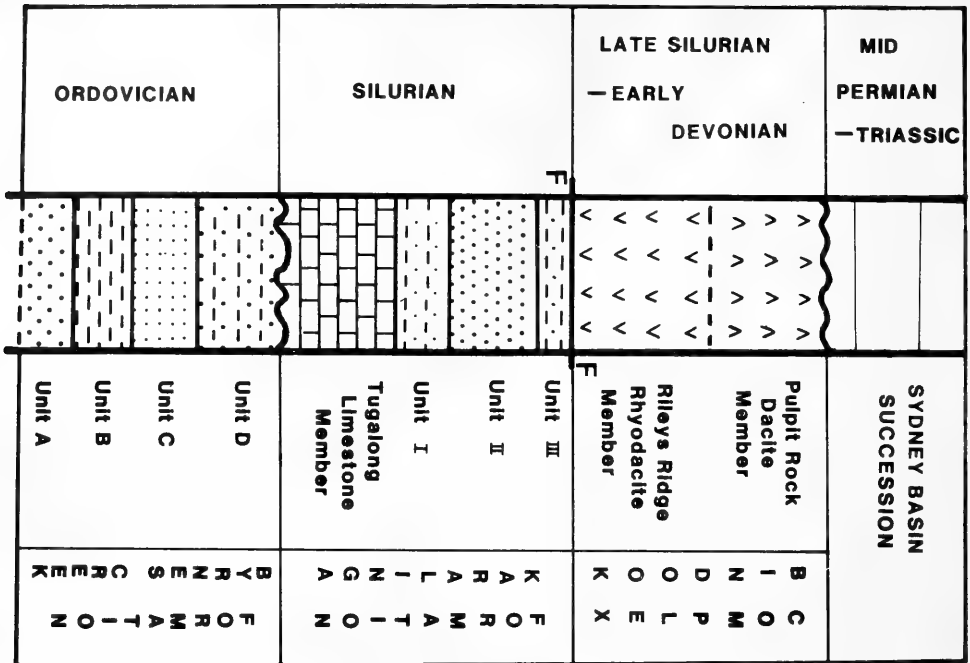 ORDOVICIAN
SILURIAN
LATE SILURIAN
—EARLY
DEVONIAN
MID
PERMIAN
—TRIASSIC
F
F
Unit A
Unit B
Unit C
Unit D
Tugalong
Limestone
Member
Unit I
Unit II
Unit III
Rileys Ridge
Rhyodacite
Member
Pulpit Rock
Dacite
Member
SYDNEY BASIN
SUCCESSION
BYRNES CREEK
FORMATION
KARALINGA
FORMATION
BINDOOK
COMPLEX